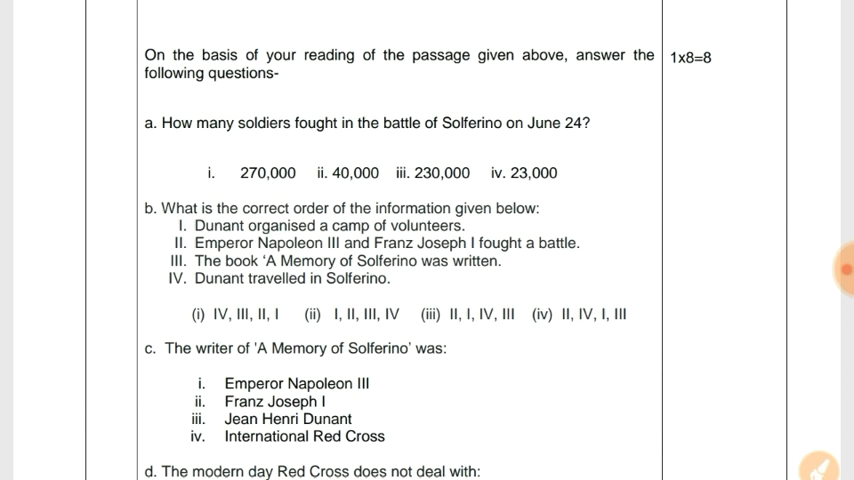 On the basis of your reading of the passage given above, answer the 1x8=8
following questions-
a. How many soldiers fought in the battle of Solferino on June 24?
i. 270,000 ii. 40,000 iii. 230,000 iv. 23,000
b. What is the correct order of the information given below:
I. Dunant organised a camp of volunteers.
II. Emperor Napoleon III and Franz Joseph I fought a battle.
III. The book ‘A Memory of Solferino was written.
IV. Dunant travelled in Solferino.
(i) IV, III, II, I (ii) I, II, III, IV (iii) II, I, IV, III (iv) II, IV, I, III
c. The writer of 'A Memory of Solferino’ was:
i. Emperor Napoleon III
ii. Franz Joseph I
iii. Jean Henri Dunant
iv. International Red Cross
d. The modern day Red Cross does not deal with: